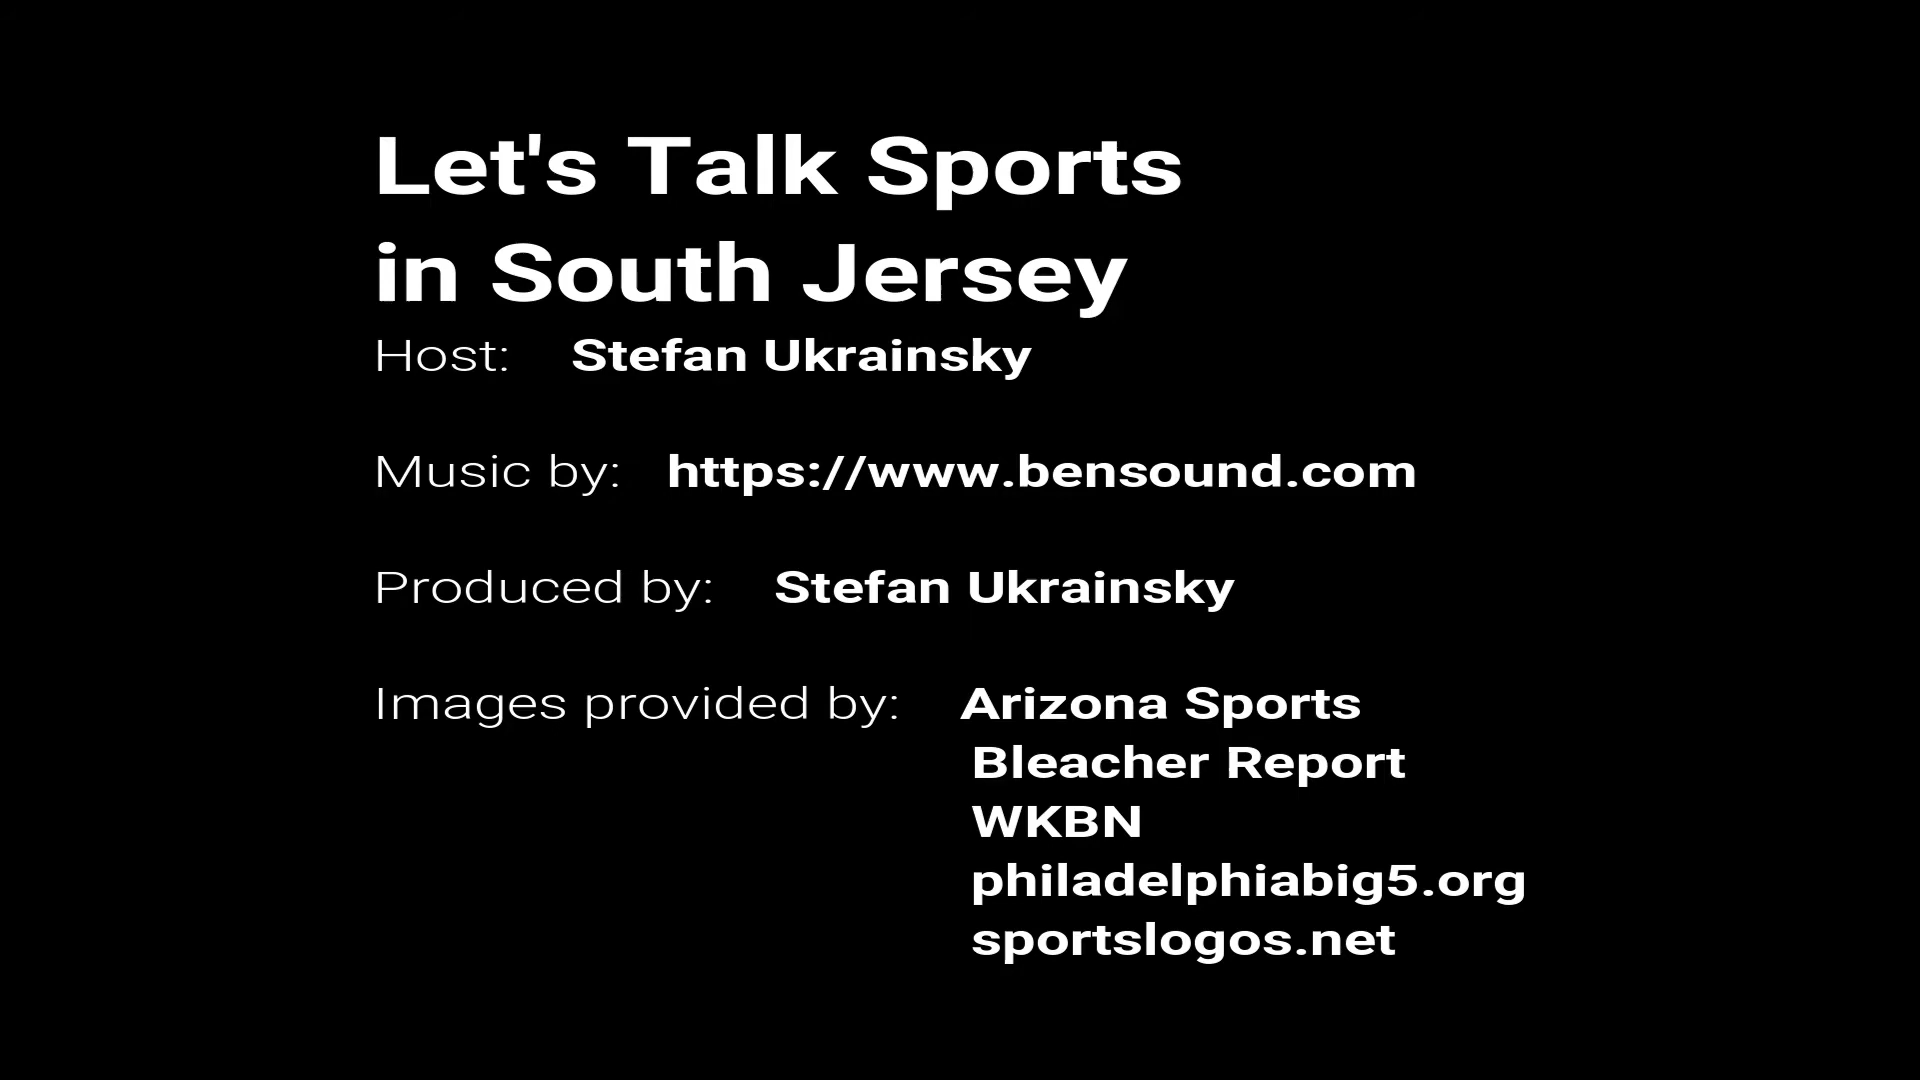 Let's Talk Sports
in South Jersey
Host: Stefan Ukrainsky
Music by: https://www.bensound.com
Produced by: Stefan Ukrainsky
Images provided by: Arizona Sports
Bleacher Report
WKBN
philadelphiabig5.org
sportslogos.net